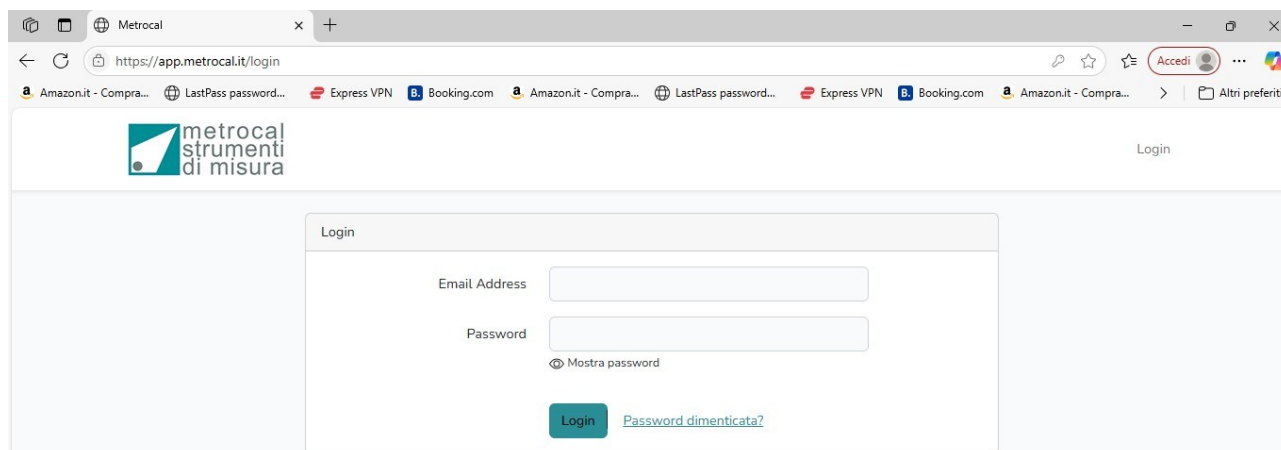 Metrocal
https://app.metrocal.it/login
Accedi
Amazon.it - Compra... LastPass password... Express VPN B. Booking.com Amazon.it - Compra... LastPass password... Express VPN B. Booking.com Amazon.it - Compra... Altri preferiti
metrocal
strumenti
di misura
Login
Login
Email Address
Password
Mostra password
Login Password dimenticata?